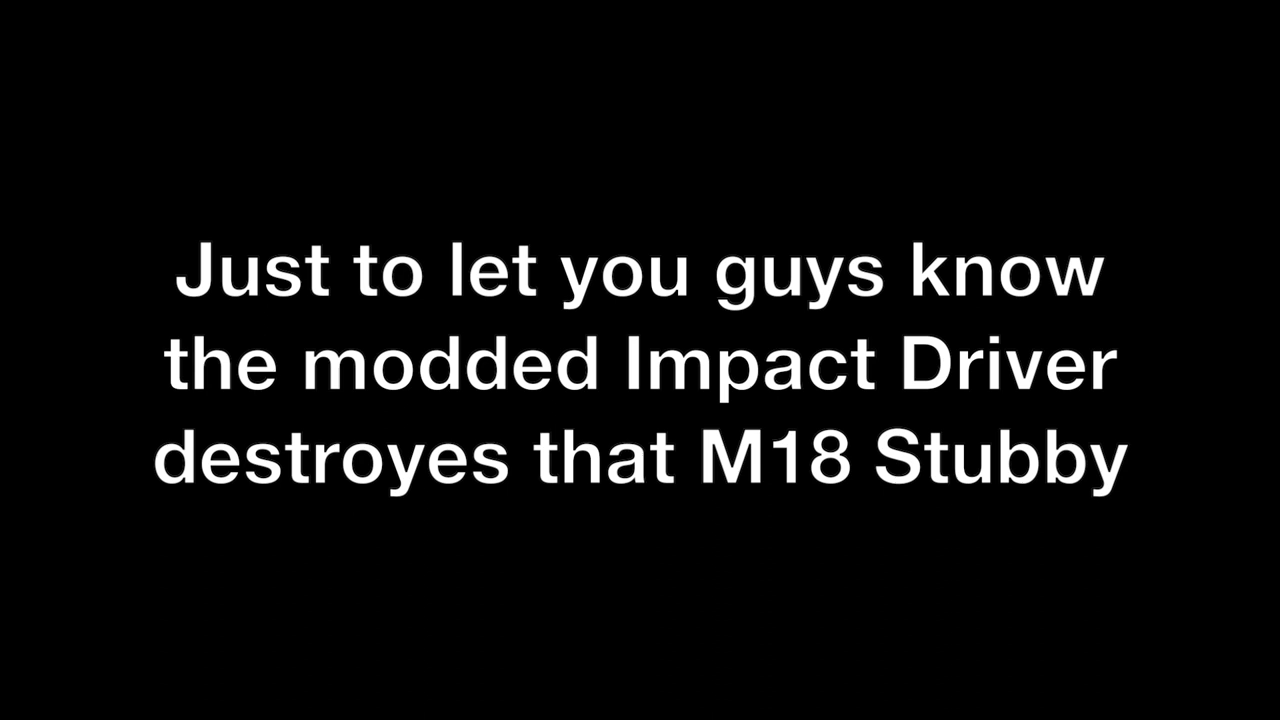 Just to let you guys know
the modded Impact Driver
destroyes that M18 Stubby